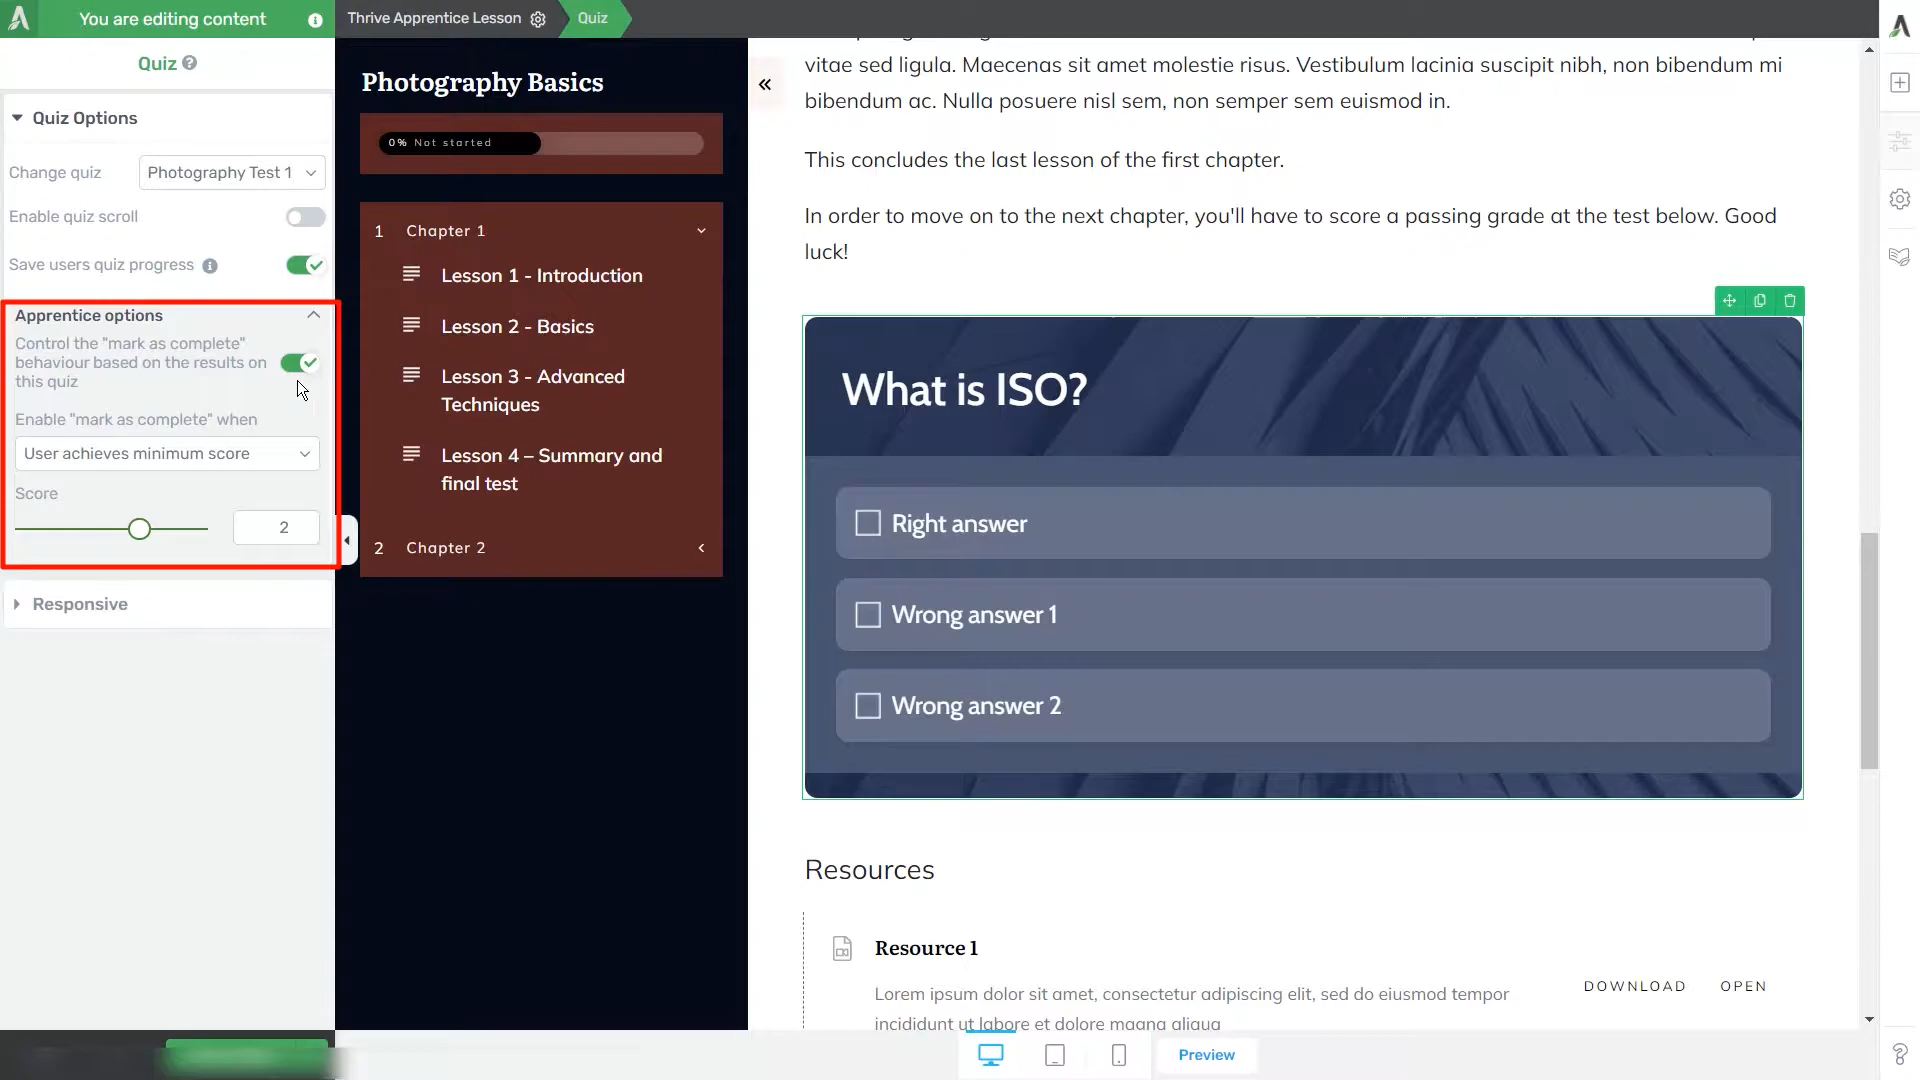 You are editing content
Thrive Apprentice Lesson
Quiz
Quiz
Quiz Options
Change quiz
Photography Test 1
Enable quiz scroll
Save users quiz progress
Apprentice options
Control the "mark as complete"
behaviour based on the results on
this quiz
Enable "mark as complete" when
User achieves minimum score
Score
2
Responsive
Photography Basics
0% Not started
1 Chapter 1
Lesson 1 - Introduction
Lesson 2 - Basics
Lesson 3 - Advanced
Techniques
Lesson 4 – Summary and
final test
2 Chapter 2
vitae sed ligula. Maecenas sit amet molestie risus. Vestibulum lacinia suscipit nibh, non bibendum mi
bibendum ac. Nulla posuere nisl sem, non semper sem euismod in.
This concludes the last lesson of the first chapter.
In order to move on to the next chapter, you'll have to score a passing grade at the test below. Good
luck!
What is ISO?
Right answer
Wrong answer 1
Wrong answer 2
Resources
Resource 1
Lorem ipsum dolor sit amet, consectetur adipiscing elit, sed do eiusmod tempor
incididunt ut labore et dolore magna aliqua
DOWNLOAD OPEN
Preview